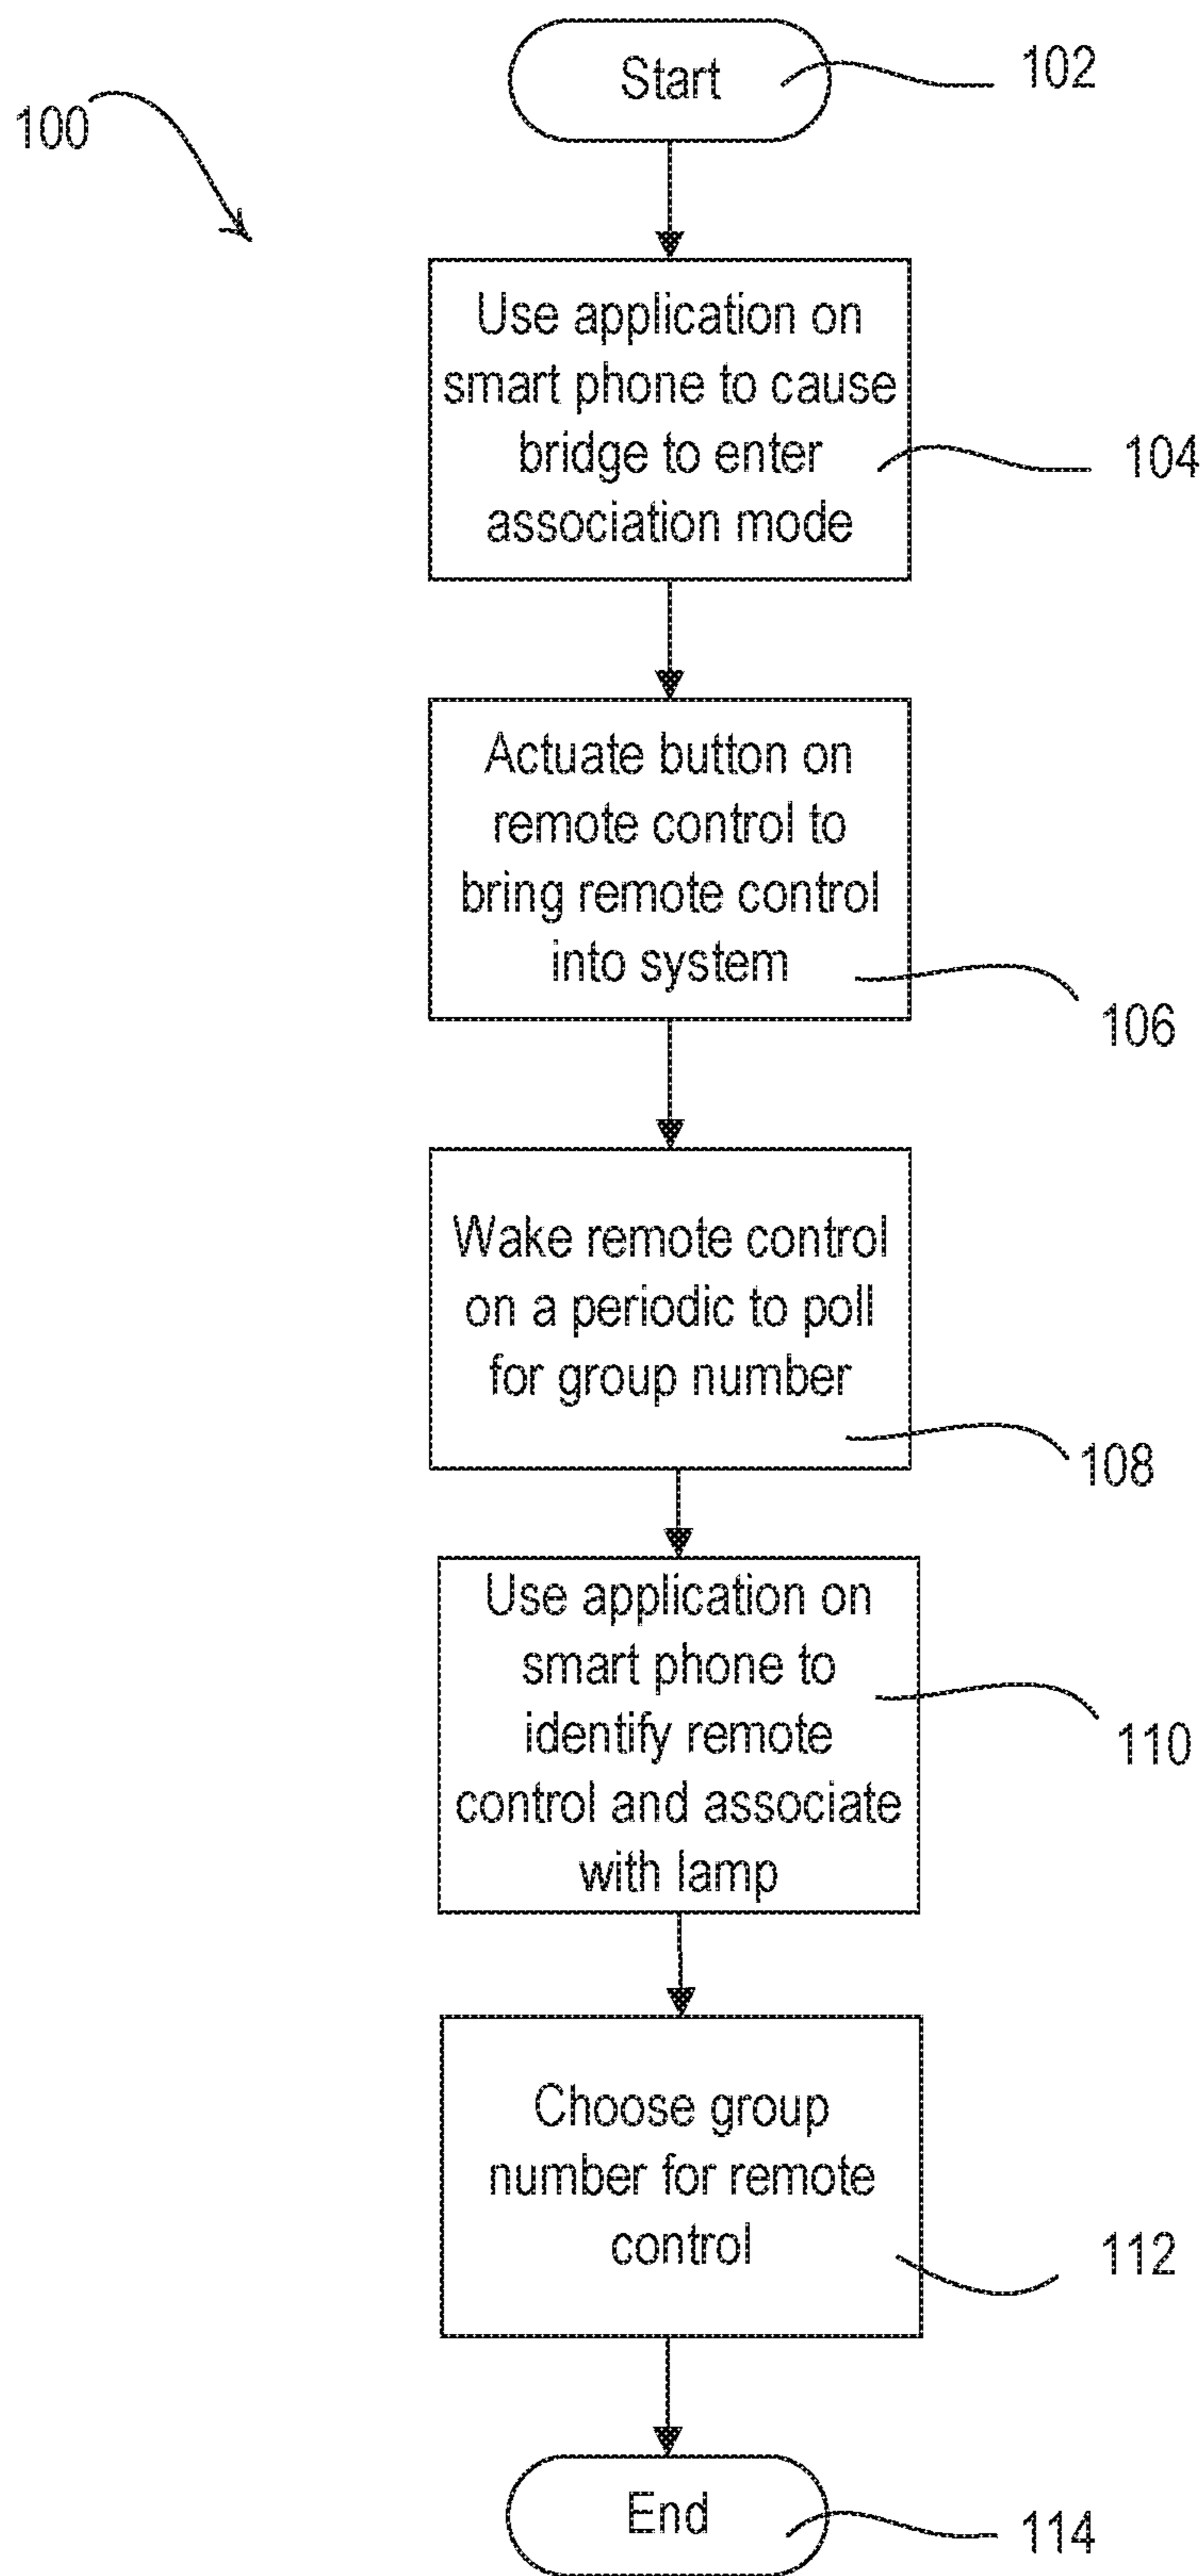 100
Start
102
Use application on
smart phone to cause
bridge to enter
association mode
104
Actuate button on
remote control to
bring remote control
into system
106
Wake remote control
on a periodic to poll
for group number
108
Use application on
smart phone to
identify remote
control and associate
with lamp
110
Choose group
number for remote
control
112
End
114